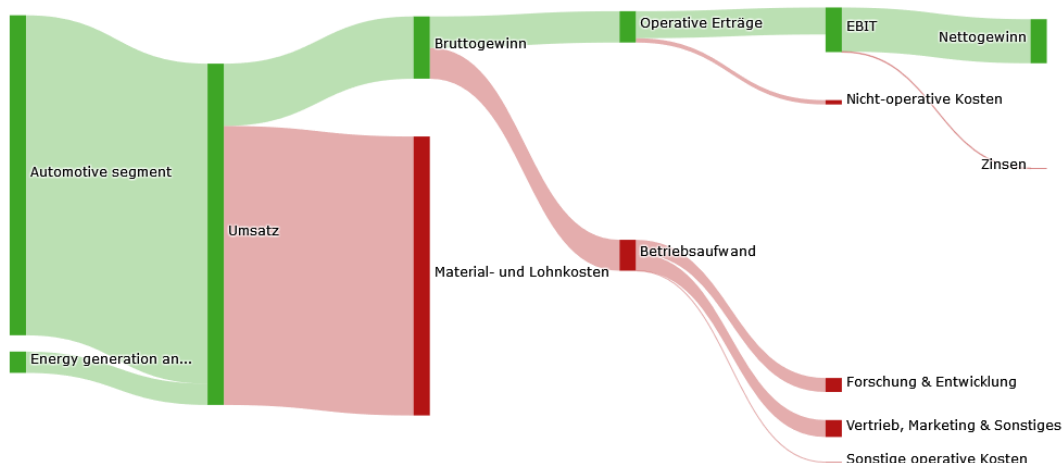 Automotive segment
Energy generation an...
Umsatz
Bruttogewinn
Material- und Lohnkosten
Operative Erträge
Betriebsaufwand
EBIT
Nicht-operative Kosten
Forschung & Entwicklung
Vertrieb, Marketing & Sonstiges
Sonstige operative Kosten
Nettogewinn
Zinsen